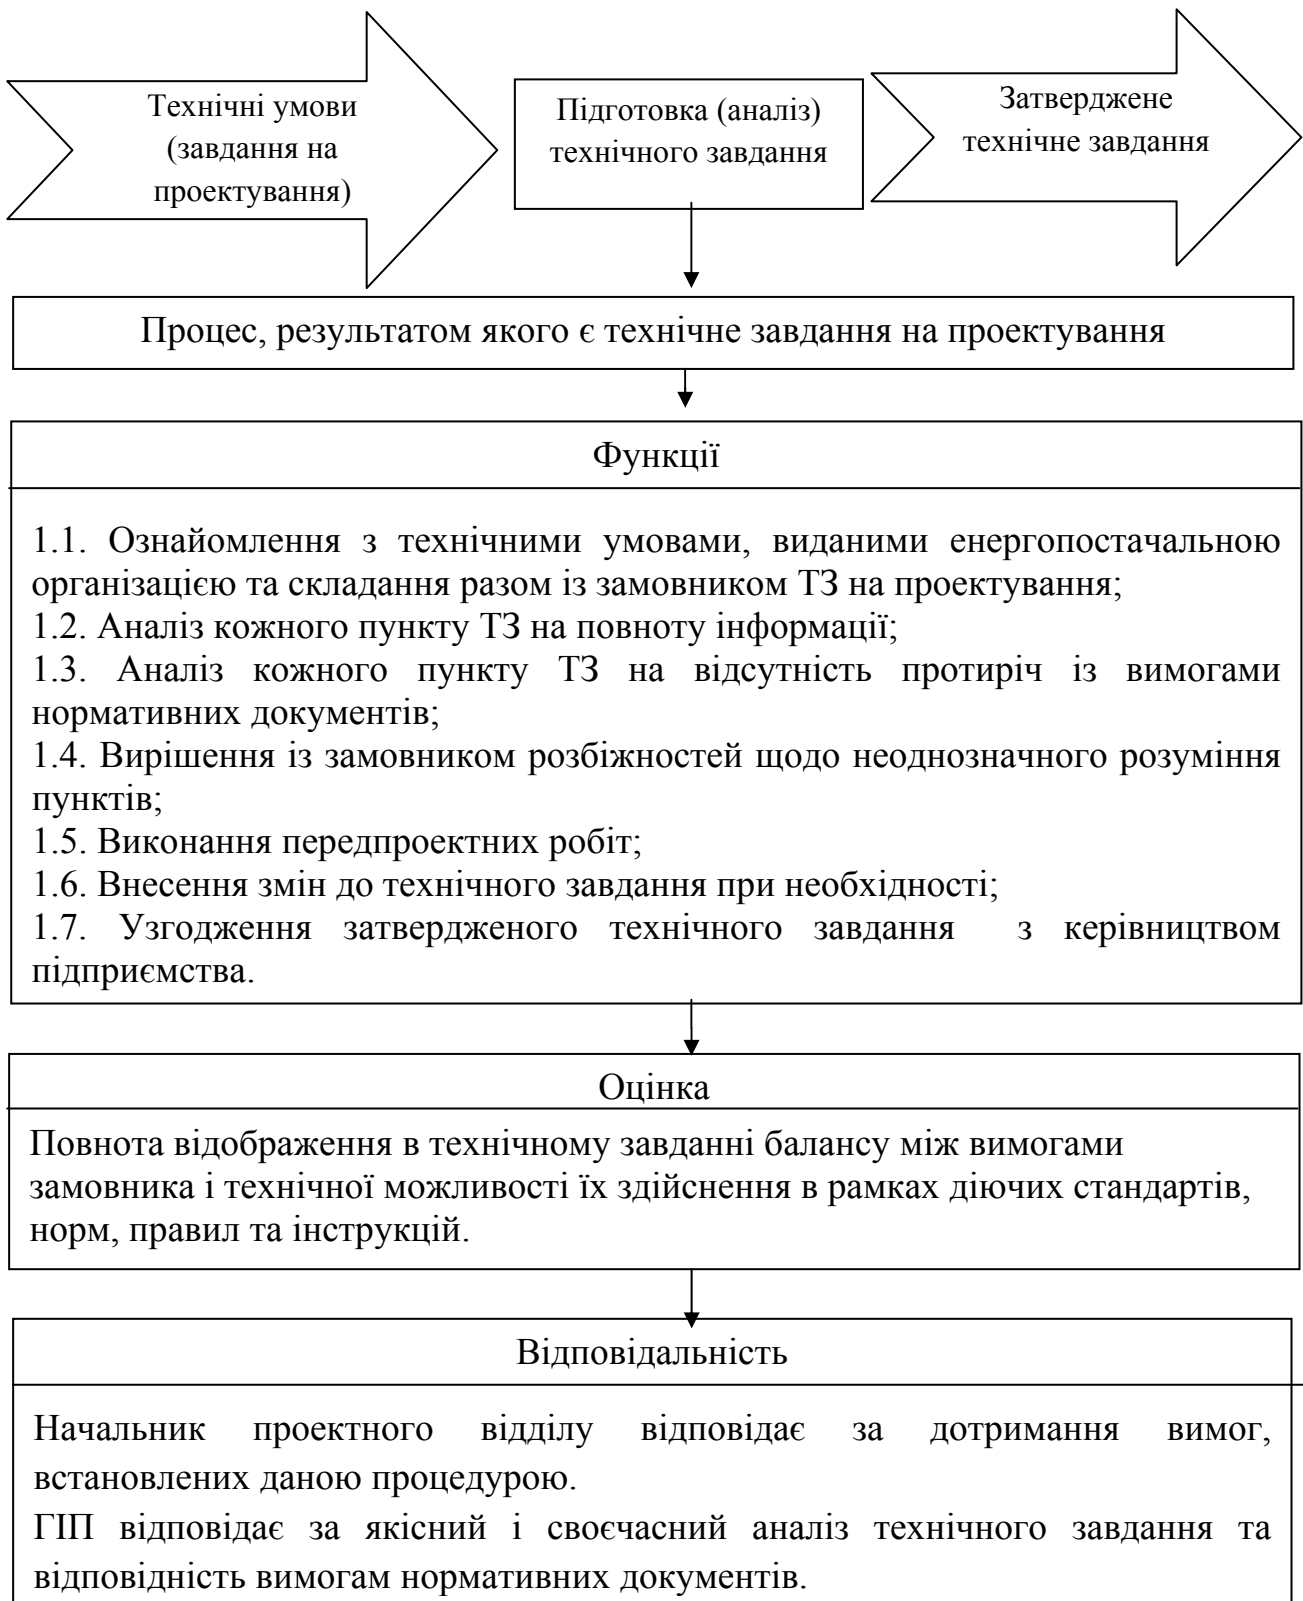 Технічні умови
(завдання на
проектування)
Підготовка (аналіз)
технічного завдання
Затверджене
технічне завдання
Процес, результатом якого є технічне завдання на проектування
Функції
1.1. Ознайомлення з технічними умовами, виданими енергопостачальною
організацією та складання разом із замовником ТЗ на проектування;
1.2. Аналіз кожного пункту ТЗ на повноту інформації;
1.3. Аналіз кожного пункту ТЗ на відсутність протиріч із вимогами
нормативних документів;
1.4. Вирішення із замовником розбіжностей щодо неоднозначного розуміння
пунктів;
1.5. Виконання передпроектних робіт;
1.6. Внесення змін до технічного завдання при необхідності;
1.7. Узгодження затвердженого технічного завдання з керівництвом
підприємства.
Оцінка
Повнота відображення в технічному завданні балансу між вимогами
замовника і технічної можливості їх здійснення в рамках діючих стандартів,
норм, правил та інструкцій.
Відповідальність
Начальник проектного відділу відповідає за дотримання вимог,
встановлених даною процедурою.
ГІП відповідає за якісний і своєчасний аналіз технічного завдання та
відповідність вимогам нормативних документів.